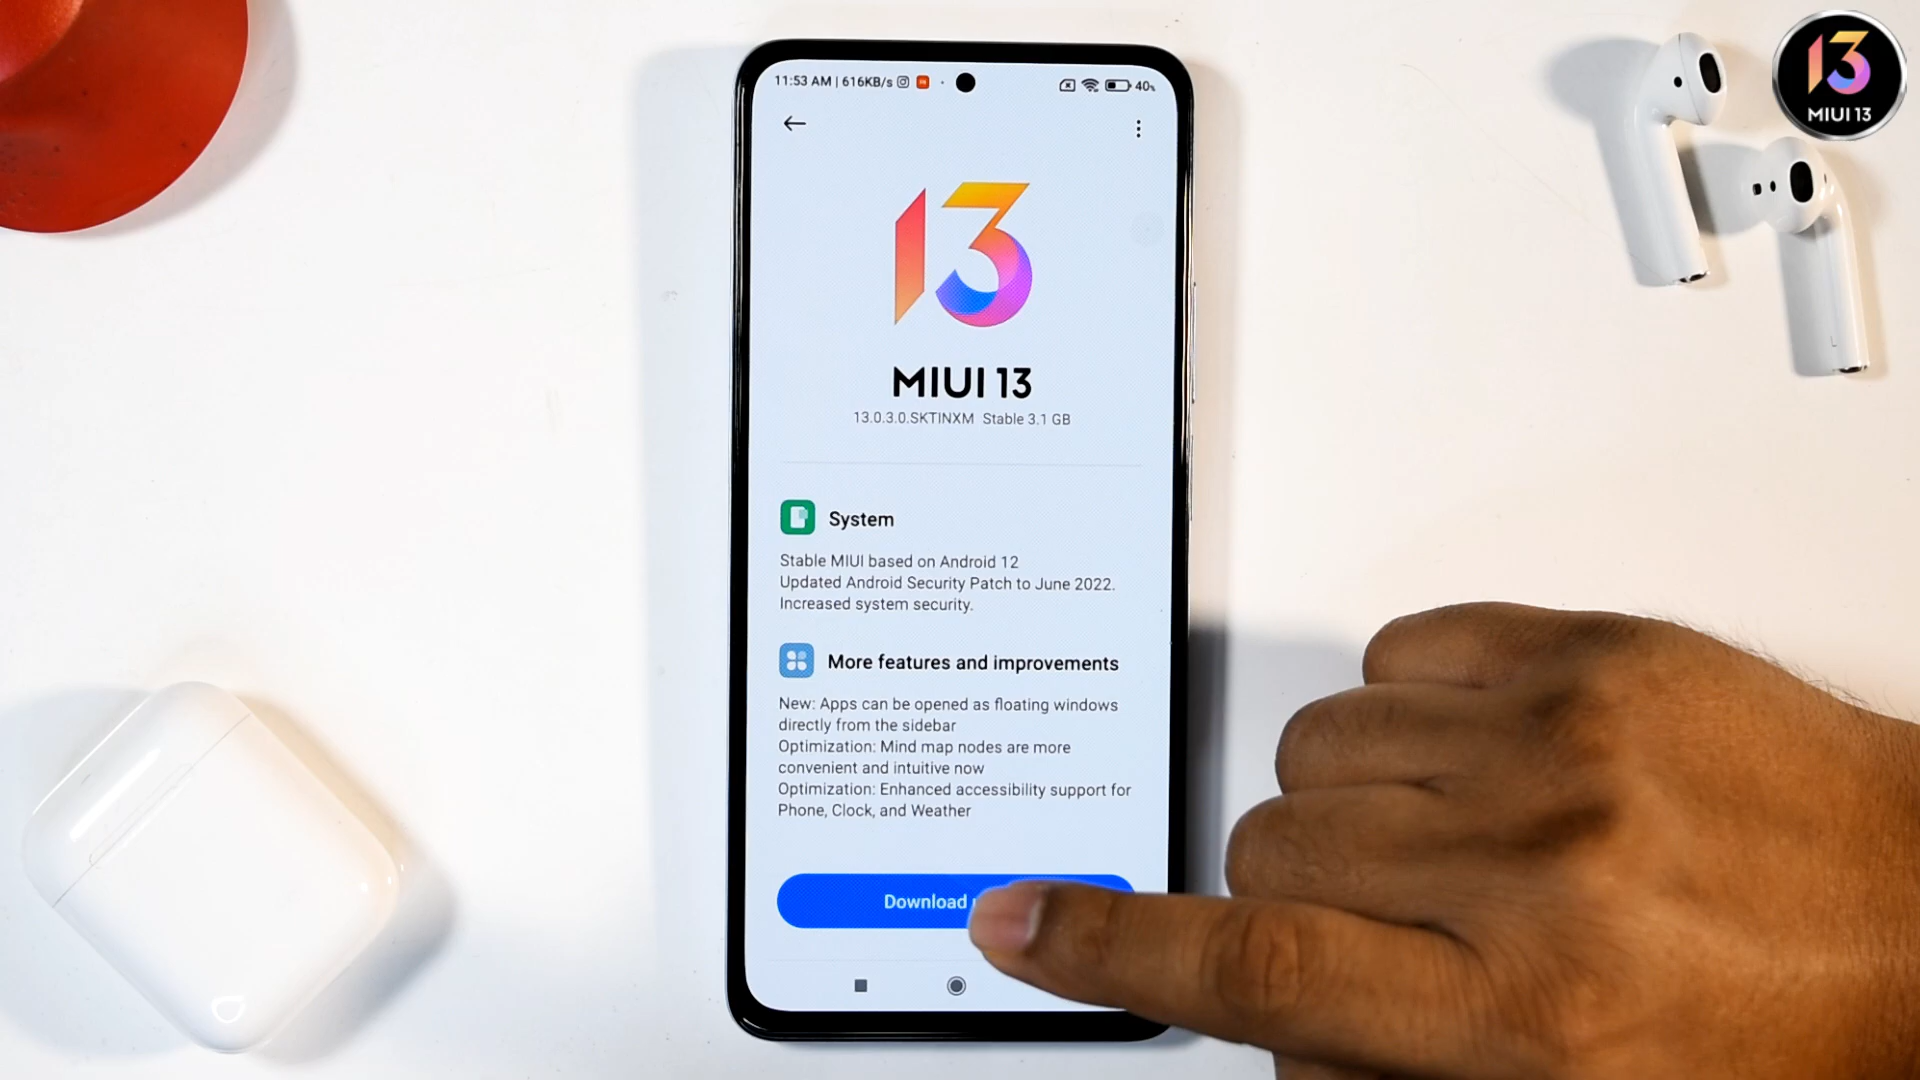 11:53 AM | 616KB/s
40%
13
MIUI 13
13
MIUI 13
13.0.3.0.SKTINXM Stable 3.1 GB
System
Stable MIUI based on Android 12
Updated Android Security Patch to June 2022.
Increased system security.
More features and improvements
New: Apps can be opened as floating windows
directly from the sidebar
Optimization: Mind map nodes are more
convenient and intuitive now
Optimization: Enhanced accessibility support for
Phone, Clock, and Weather
Download
L